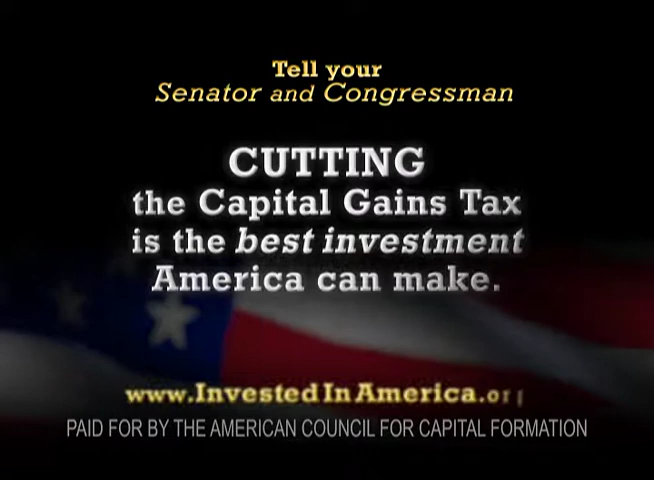 Tell your
Senator and Congressman
CUTTING
the Capital Gains Tax
is the best investment
America can make.
www.InvestedInAmerica.org
PAID FOR BY THE AMERICAN COUNCIL FOR CAPITAL FORMATION